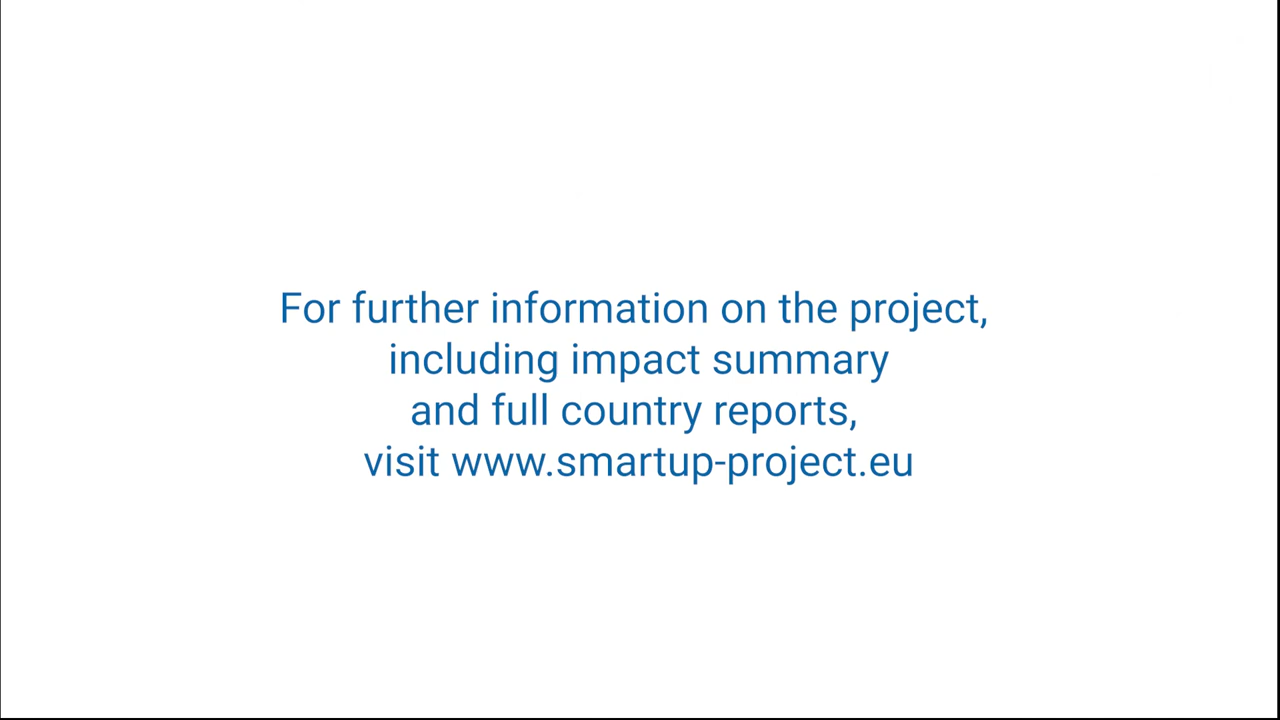 For further information on the project,
including impact summary
and full country reports,
visit www.smartup-project.eu